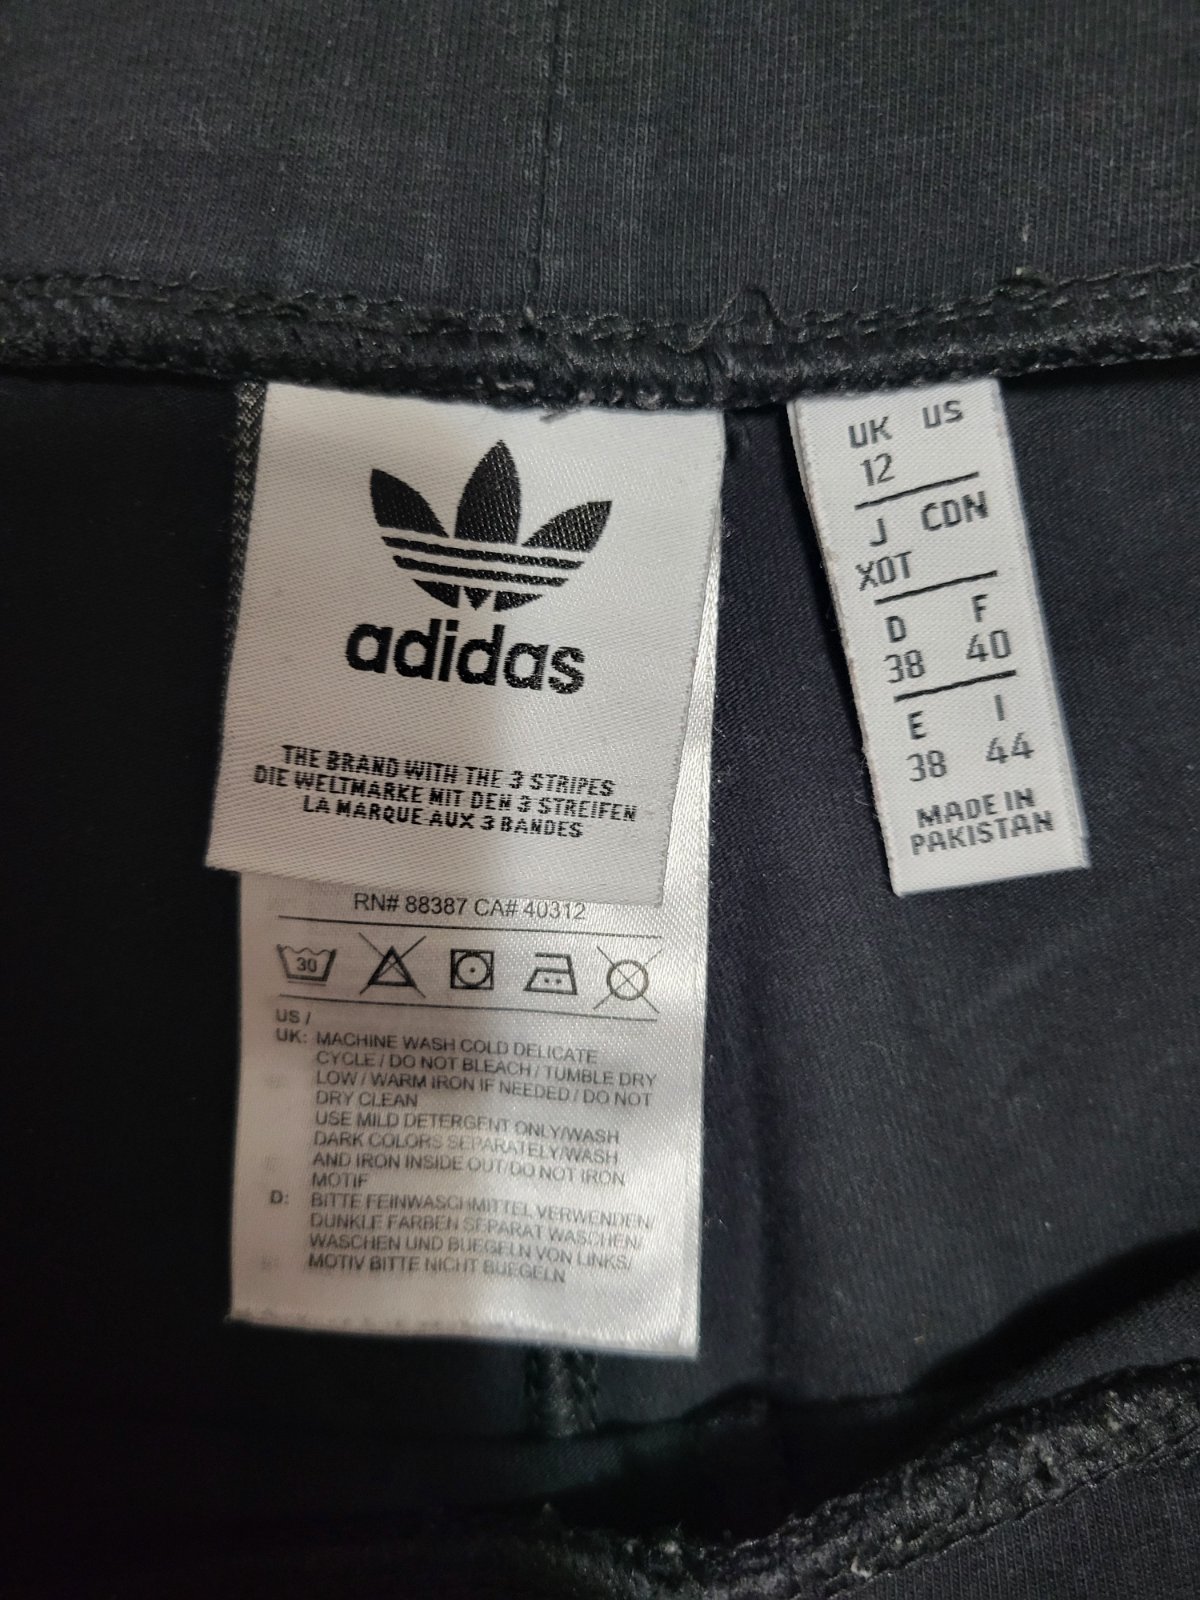 adidas
THE BRAND WITH THE 3 STRIPES
DIE WELTMARKE MIT DEN 3 STREIFEN
LA MARQUE AUX 3 BANDES
RN# 88387 CA# 40312
30
US /
UK: MACHINE WASH COLD DELICATE
CYCLE / DO NOT BLEACH / TUMBLE DRY
LOW / WARM IRON IF NEEDED / DO NOT
DRY CLEAN
USE MILD DETERGENT ONLY/WASH
DARK COLORS SEPARATELY/WASH
AND IRON INSIDE OUT/DO NOT IRON
MOTIF
D: BITTE FEINWASCHMITTEL VERWENDEN/
DUNKLE FARBEN SEPARAT WASCHEN/
WASCHEN UND BUEGELN VON LINKS/
MOTIV BITTE NICHT BUEGELN
UK US
12
J CDN
XOT
D F
38 40
E I
38 44
MADE IN
PAKISTAN